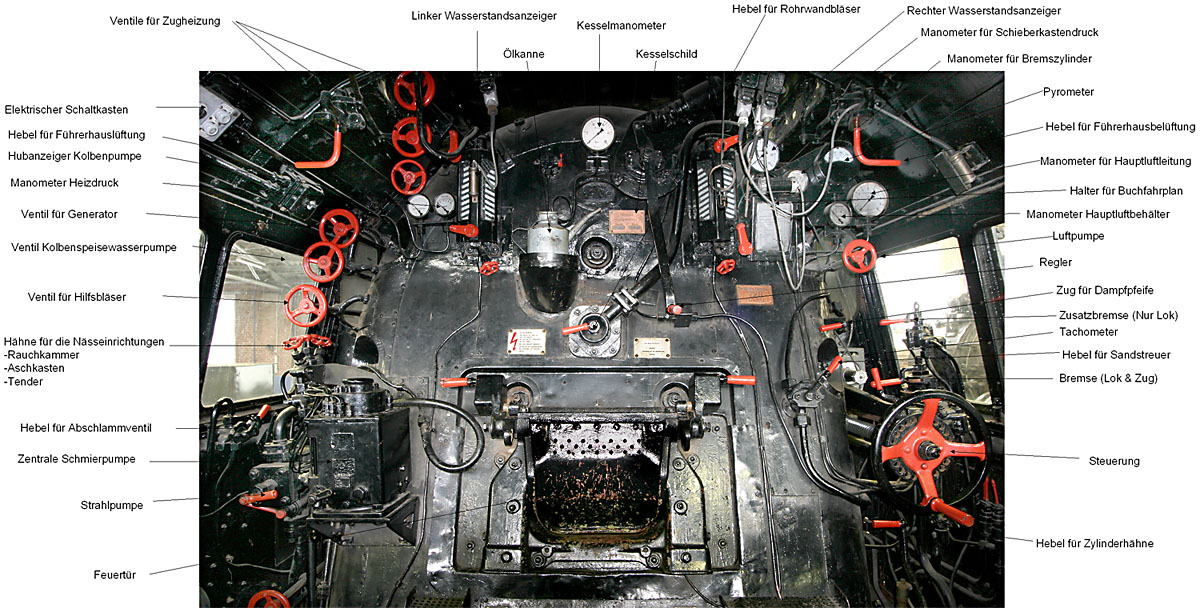 Ventile für Zugheizung
Linker Wasserstandsanzeiger
Ölkanne
Kesselmanometer
Kesselschild
Hebel für Rohrwandbläser
Rechter Wasserstandsanzeiger
Manometer für Schieberkastendruck
Manometer für Bremszylinder
Pyrometer
Hebel für Führerhausbelüftung
Manometer für Hauptluftleitung
Halter für Buchfahrplan
Manometer Hauptluftbehälter
Luftpumpe
Regler
Zug für Dampfpfeife
Zusatzbremse (Nur Lok)
Tachometer
Hebel für Sandstreuer
Bremse (Lok & Zug)
Steuerung
Hebel für Zylinderhähne
Elektrischer Schaltkasten
Hebel für Führerhauslüftung
Hubanzeiger Kolbenpumpe
Manometer Heizdruck
Ventil für Generator
Ventil Kolbenspeisewasserpumpe
Ventil für Hilfsbläser
Hähne für die Nässeinrichtungen
-Rauchkammer
-Aschkasten
-Tender
Hebel für Abschlammventil
Zentrale Schmierpumpe
Strahlpumpe
Feuertür